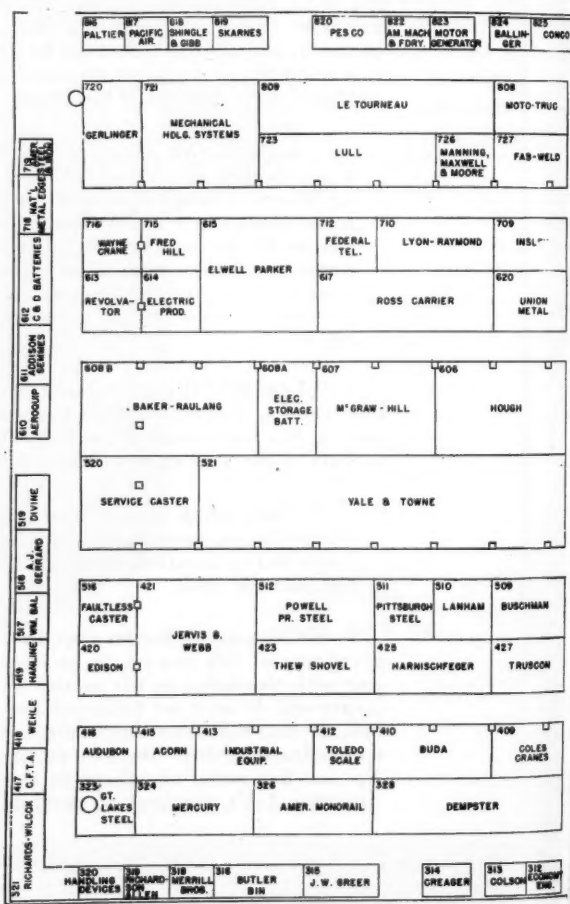 816 817 818 819 820 822 823 824 825
PALTIER PACIFIC AIR. SHINGLE & GIBB SKARNES PES CO AM. MACH & FDRY. MOTOR GENERATOR BALLIN- GER CONCO
720 721 809 808
GERLINGER
MECHANICAL HDLG. SYSTEMS
LE TOURNEAU
MOTO-TRUC
723 726 727
LULL
MANNING, MAXWELL & MOORE
FAB-WELD
716 715 615 712 710 709
WAYNE CRANE
FRED HILL
ELWELL PARKER
FEDERAL TEL.
LYON-RAYMOND
613 614 617 620
REVOLVA- TOR
ELECTRIC PROD.
ROSS CARRIER
UNION METAL
608B 608A 607 606
BAKER-RAULANG
ELEC. STORAGE BATT.
McGRAW-HILL
HOUGH
520 521
SERVICE CASTER
YALE & TOWNE
516 421 512 511 510 509
FAULTLESS CASTER
JERVIS B. WEBB
POWELL PR. STEEL
PITTSBURGH STEEL
LANHAM
BUSCHMAN
420 423 425 427
EDISON
THEW SHOVEL
HARNISCHFEGER
TRUSCON
416 415 413 412 410 409
AUDUBON
ACORN
INDUSTRIAL EQUIP.
TOLEDO SCALE
BUDA
COLES CRANES
323 324 326 328
GT. LAKES STEEL
MERCURY
AMER. MONORAIL
DEMPSTER
718 NAT'L METAL EDGE
612 C & D BATTERIES
611 ADDISON SEMMES
610 AEROQUIP
519 DIVINE
518 A.J. GERRARD
517 WM. BAL
419 HANLINE
418 WEHLE
417 C.F.T.A.
321 RICHARDS-WILCOX
320 319 318 316 315 314 313 312
HANDLING DEVICES RICHARD- SON ALLEN MERRILL BROS. BUTLER BIN J.W. GREER CREAGER COLSON ECONOMY ENG.